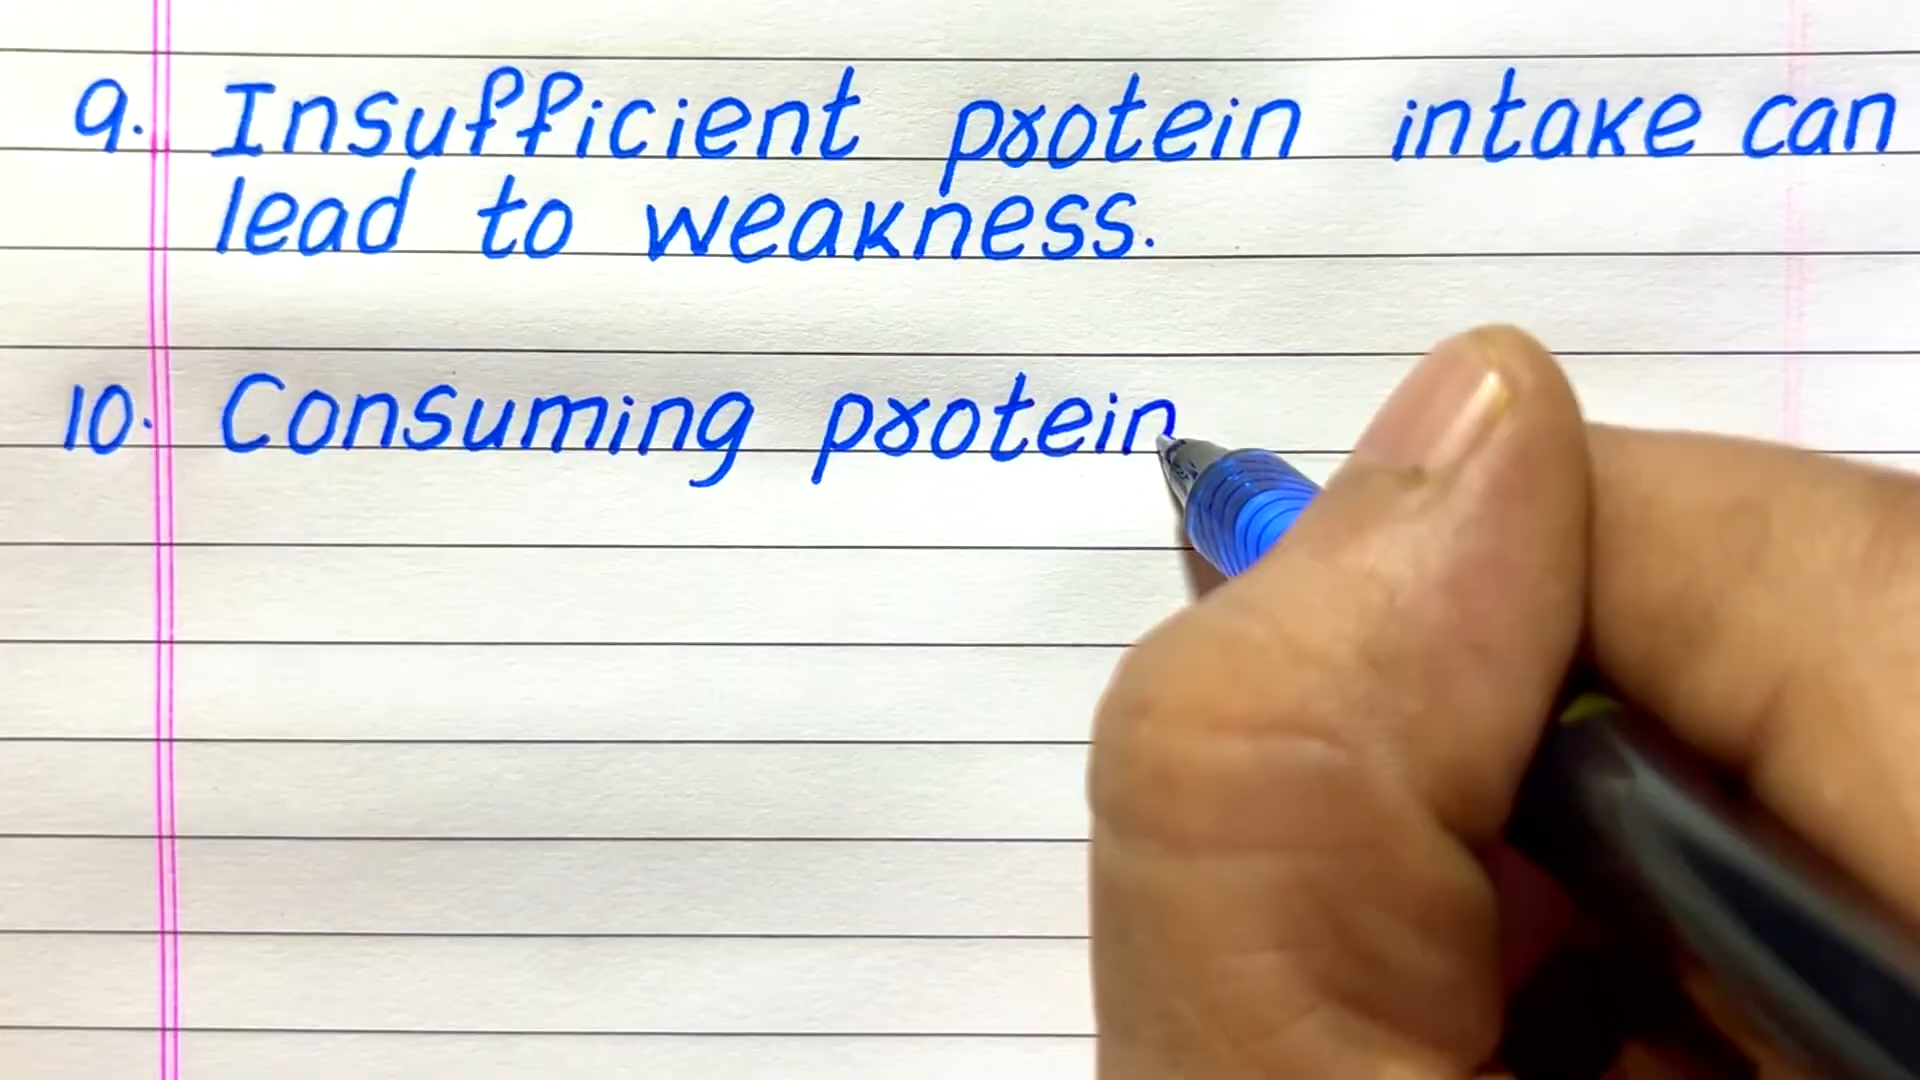 9. Insufficient protein intake can
lead to weakness.
10. Consuming protein